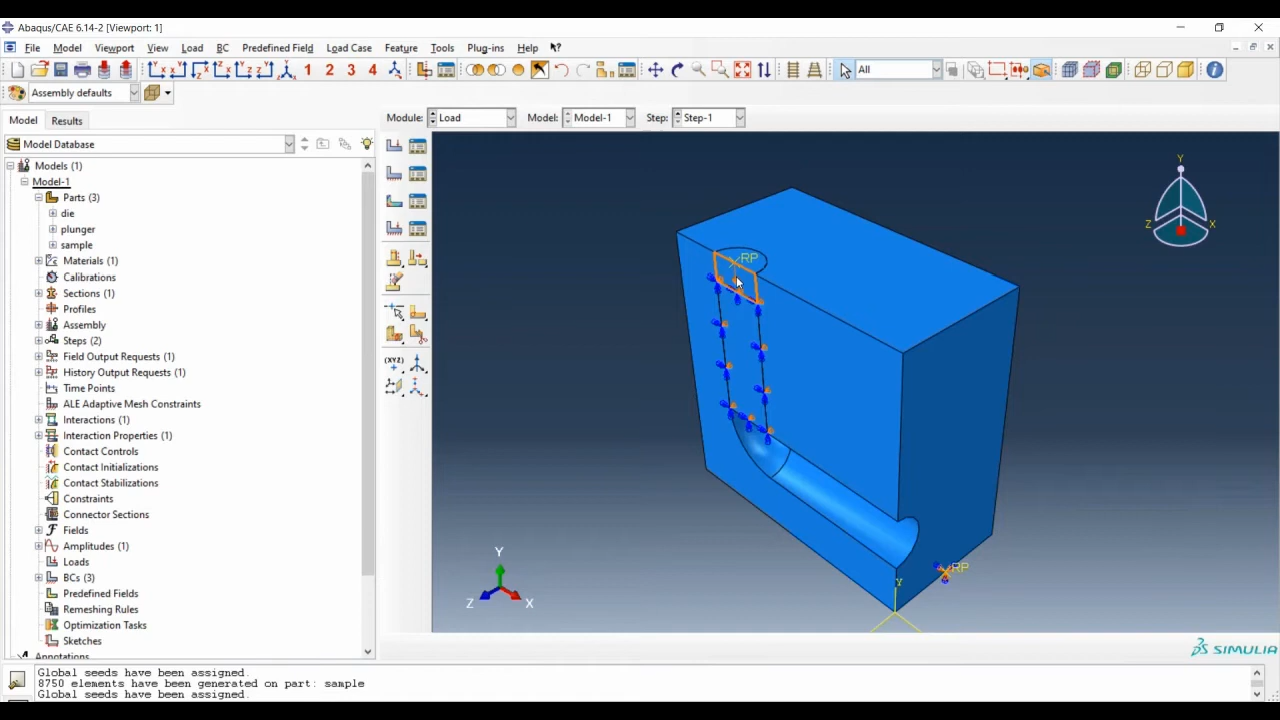 Abaqus/CAE 6.14-2 [Viewport: 1]
File Model Viewport View Load BC Predefined Field Load Case Feature Tools Plug-ins Help
1 2 3 4 All
Assembly defaults
Model Results
Module: Load Model: Model-1 Step: Step-1
Model Database
Models (1)
Model-1
Parts (3)
die
plunger
sample
Materials (1)
Calibrations
Sections (1)
Profiles
Assembly
Steps (2)
Field Output Requests (1)
History Output Requests (1)
Time Points
ALE Adaptive Mesh Constraints
Interactions (1)
Interaction Properties (1)
Contact Controls
Contact Initializations
Contact Stabilizations
Constraints
Connector Sections
Fields
Amplitudes (1)
Loads
BCs (3)
Predefined Fields
Remeshing Rules
Optimization Tasks
Sketches
Annotations
(XYZ)
Y
Z X
RP
RP
Y
Y
Z X
SIMULIA
Global seeds have been assigned.
8750 elements have been generated on part: sample
Global seeds have been assigned.